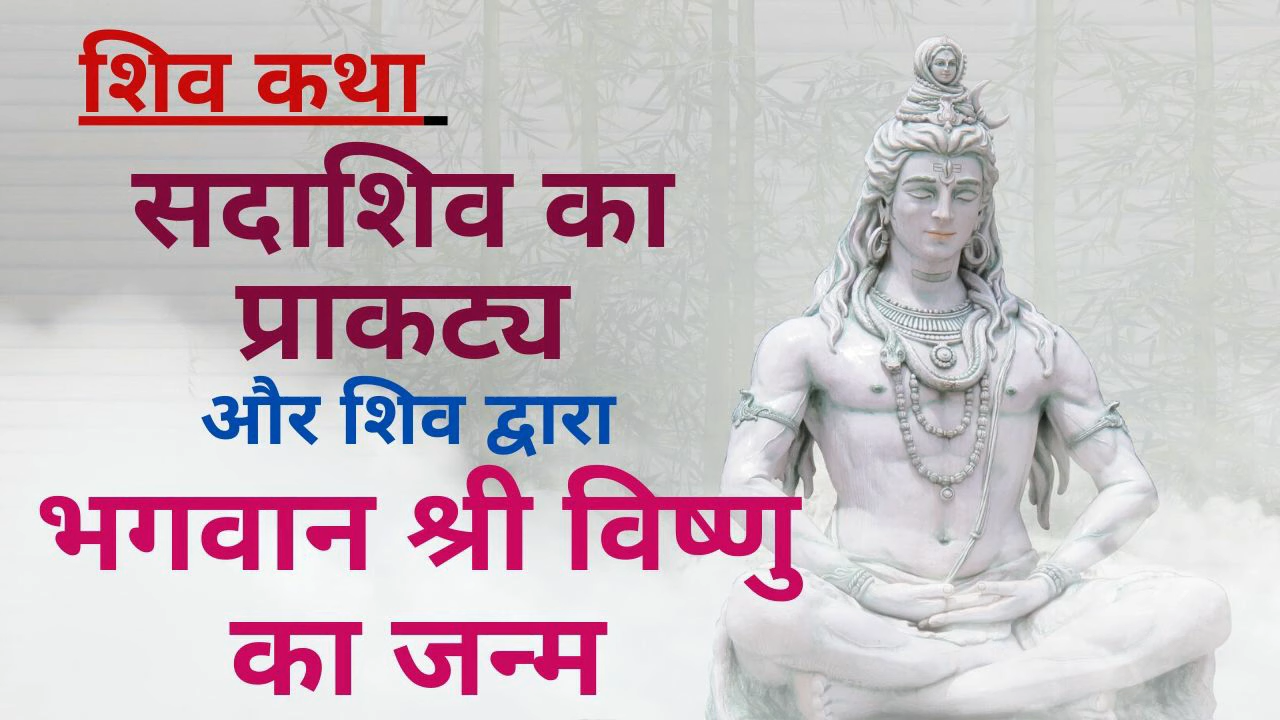 शिव कथा
सदाशिव का
प्राकट्य
और शिव द्वारा
भगवान श्री विष्णु
का जन्म